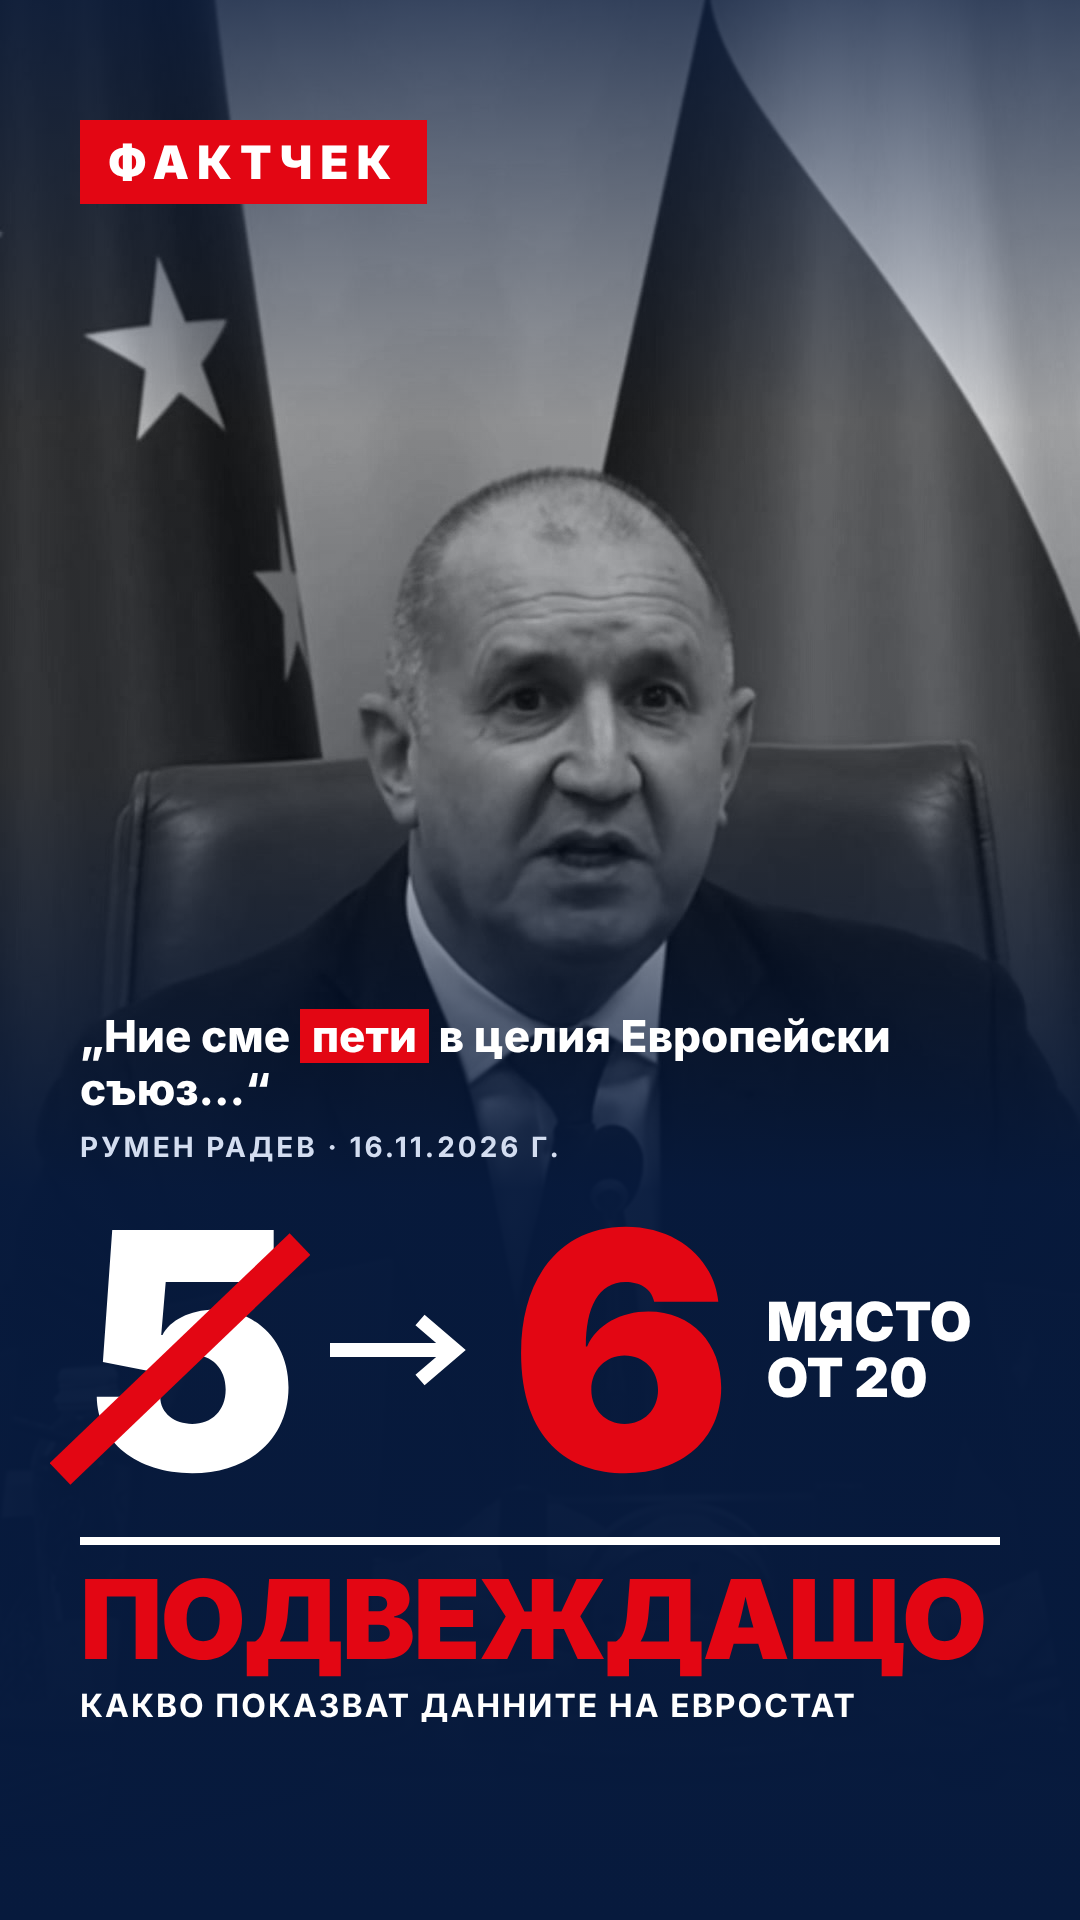 ФАКТЧЕК
„Ние сме пети в целия Европейски
съюз...“
РУМЕН РАДЕВ · 16.11.2026 Г.
5 → 6 МЯСТО
ОТ 20
ПОДВЕЖДАЩО
КАКВО ПОКАЗВАТ ДАННИТЕ НА ЕВРОСТАТ